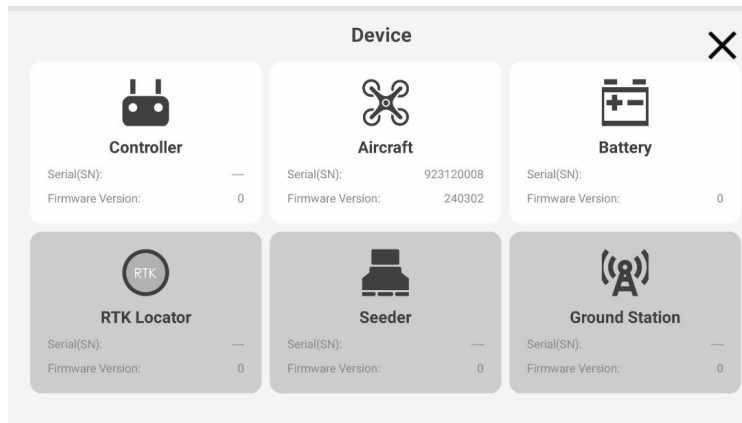 Device
Controller
Serial(SN): —
Firmware Version: 0
Aircraft
Serial(SN): 923120008
Firmware Version: 240302
Battery
Serial(SN):
Firmware Version: 0
RTK
RTK Locator
Serial(SN): —
Firmware Version: 0
Seeder
Serial(SN): —
Firmware Version: 0
Ground Station
Serial(SN): —
Firmware Version: 0